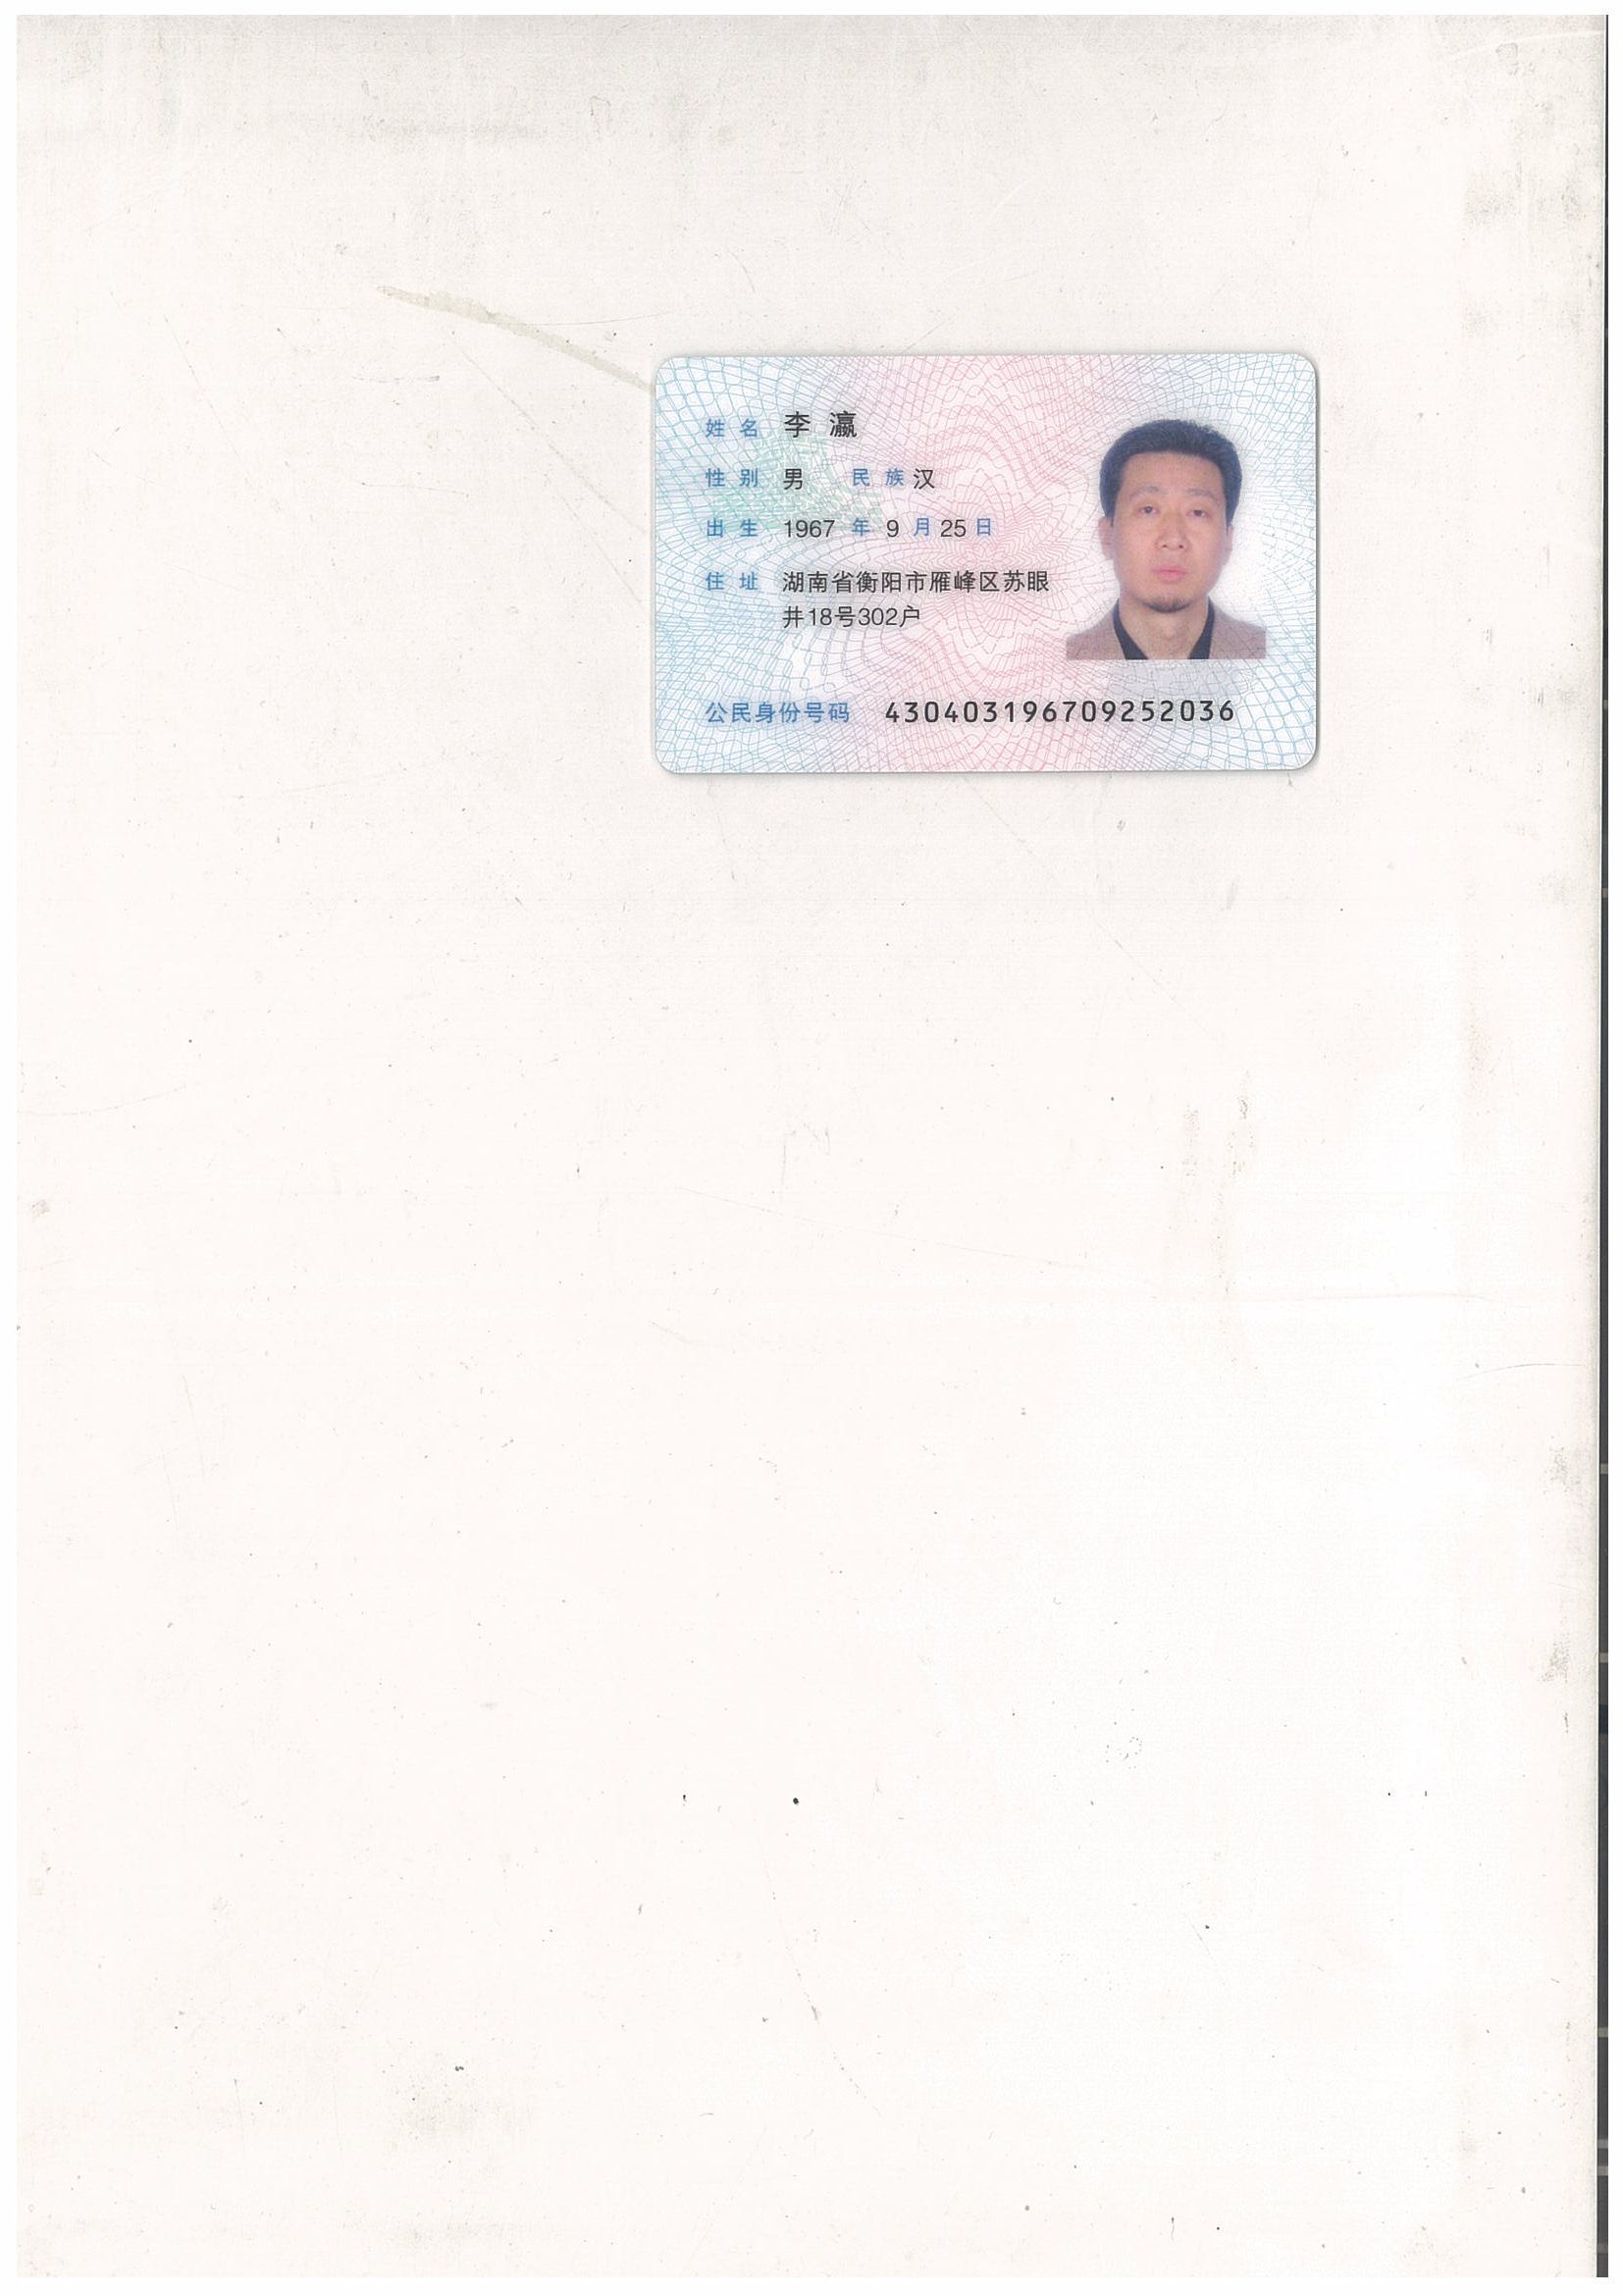 姓名 李瀛
性别 男 民族 汉
出生 1967 年 9 月 25 日
住址 湖南省衡阳市雁峰区苏眼
井18号302户
公民身份号码 430403196709252036